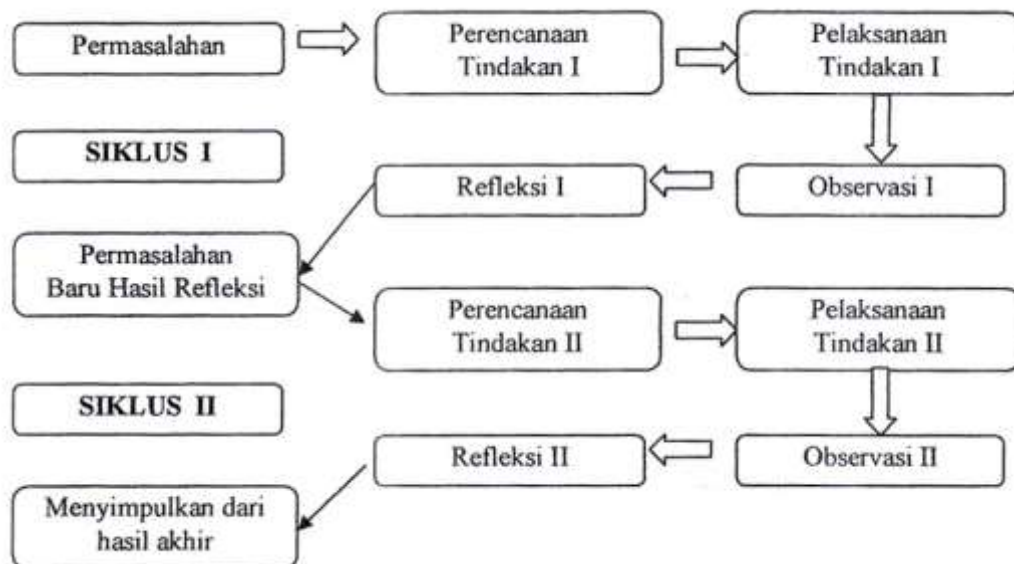 Permasalahan
Perencanaan
Tindakan I
Pelaksanaan
Tindakan I
SIKLUS I
Refleksi I
Observasi I
Permasalahan
Baru Hasil Refleksi
Perencanaan
Tindakan II
Pelaksanaan
Tindakan II
SIKLUS II
Refleksi II
Observasi II
Menyimpulkan dari
hasil akhir